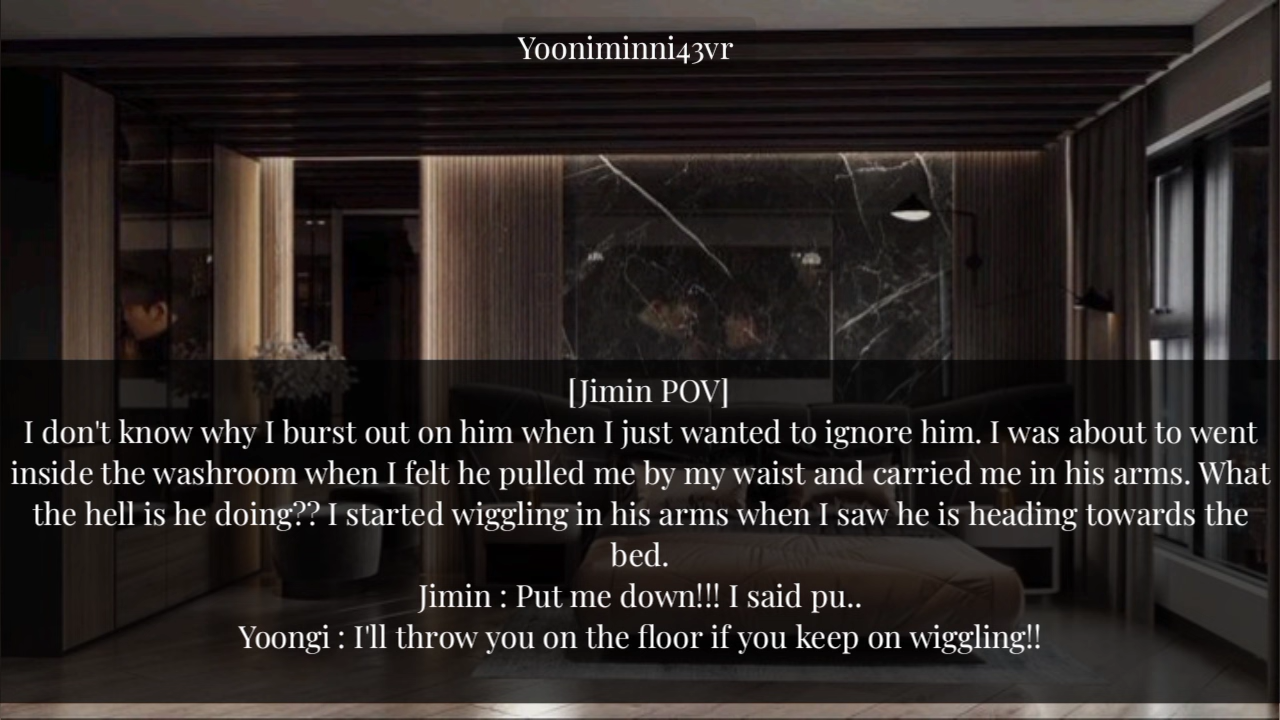 Yooniminni43vr
[Jimin POV]
I don't know why I burst out on him when I just wanted to ignore him. I was about to went
inside the washroom when I felt he pulled me by my waist and carried me in his arms. What
the hell is he doing?? I started wiggling in his arms when I saw he is heading towards the
bed.
Jimin : Put me down!!! I said pu..
Yoongi : I'll throw you on the floor if you keep on wiggling!!